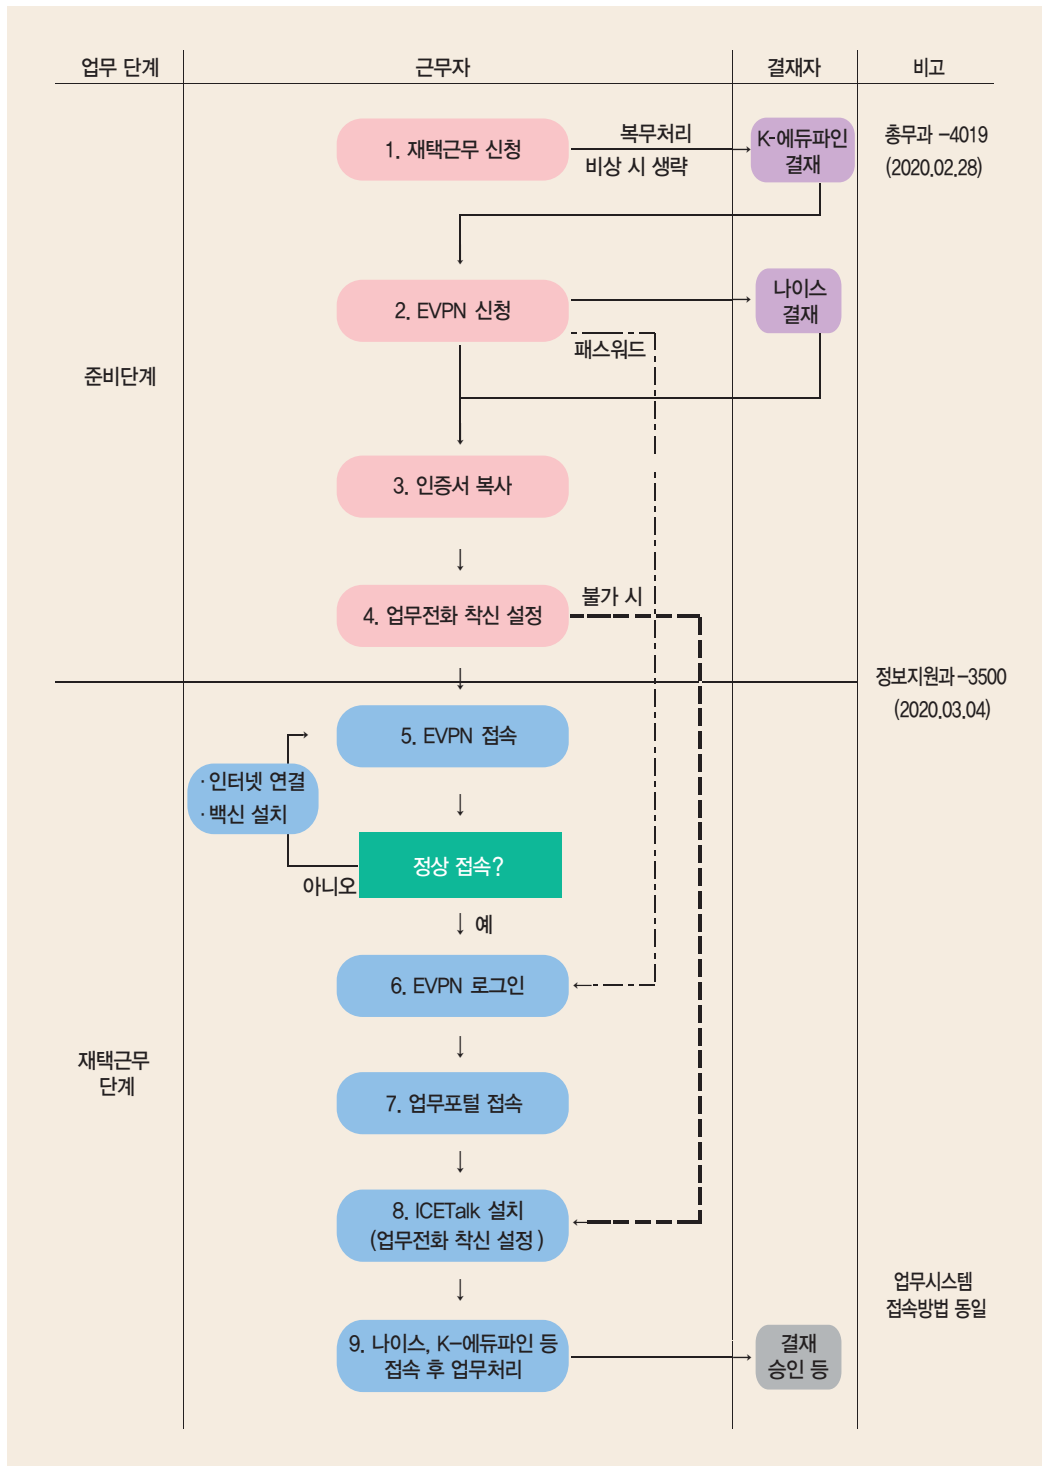 업무 단계
근무자
결재자
비고
1. 재택근무 신청
복무처리
비상 시 생략
K-에듀파인
결재
총무과 -4019
(2020.02.28)
2. EVPN 신청
나이스
결재
패스워드
준비단계
3. 인증서 복사
4. 업무전화 착신 설정
불가 시
정보지원과-3500
(2020.03.04)
5. EVPN 접속
· 인터넷 연결
· 백신 설치
정상 접속?
아니오
예
6. EVPN 로그인
재택근무
단계
7. 업무포털 접속
8. ICETalk 설치
(업무전화 착신 설정)
업무시스템
접속방법 동일
9. 나이스, K-에듀파인 등
접속 후 업무처리
결재
승인 등